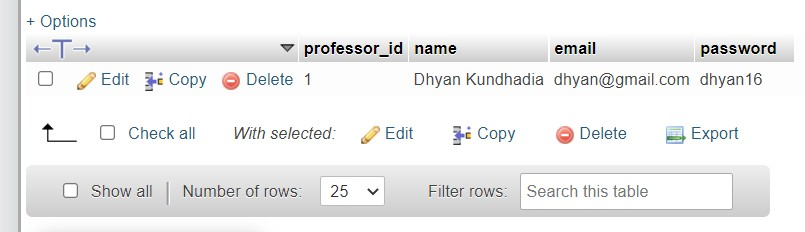 + Options
←T→ professor_id name email password
Edit Copy Delete 1 Dhyan Kundhadia dhyan@gmail.com dhyan16
Check all With selected: Edit Copy Delete Export
Show all Number of rows: 25 Filter rows: Search this table